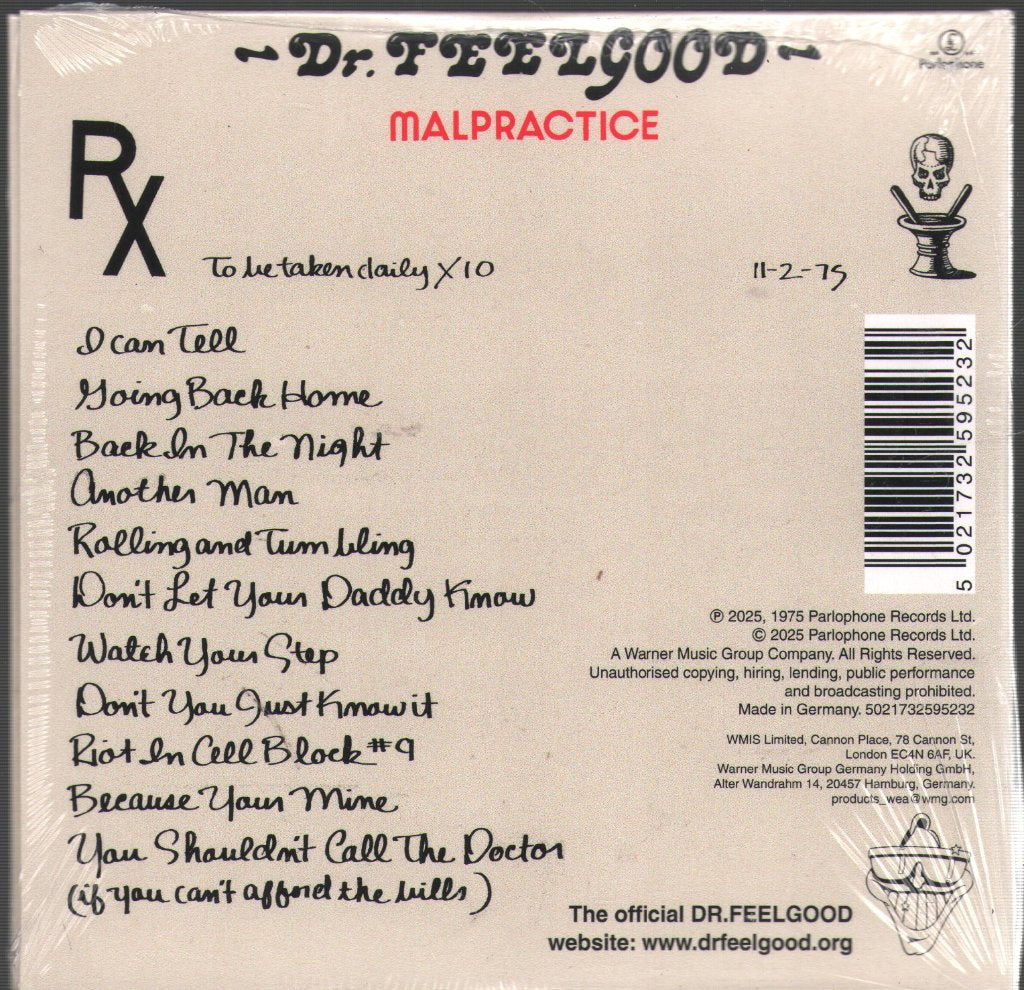 Dr. FEELGOOD
Parlophone
MALPRACTICE
RX
To be taken daily X10
11-2-75
I can Tell
Going Back Home
Back In The Night
Another Man
Rolling and Tumbling
Don't Let Your Daddy Know
Watch Your Step
Don't You Just Know it
Riot In Cell Block #9
Because Your Mine
You Shouldn't Call The Doctor
(if you can't afford the bills)
5 021732 595232
℗ 2025, 1975 Parlophone Records Ltd.
© 2025 Parlophone Records Ltd.
A Warner Music Group Company. All Rights Reserved.
Unauthorised copying, hiring, lending, public performance
and broadcasting prohibited.
Made in Germany. 5021732595232
WMIS Limited, Cannon Place, 78 Cannon St,
London EC4N 6AF, UK.
Warner Music Group Germany Holding GmbH,
Alter Wandrahm 14, 20457 Hamburg, Germany.
products_wea@wmg.com
The official DR.FEELGOOD
website: www.drfeelgood.org